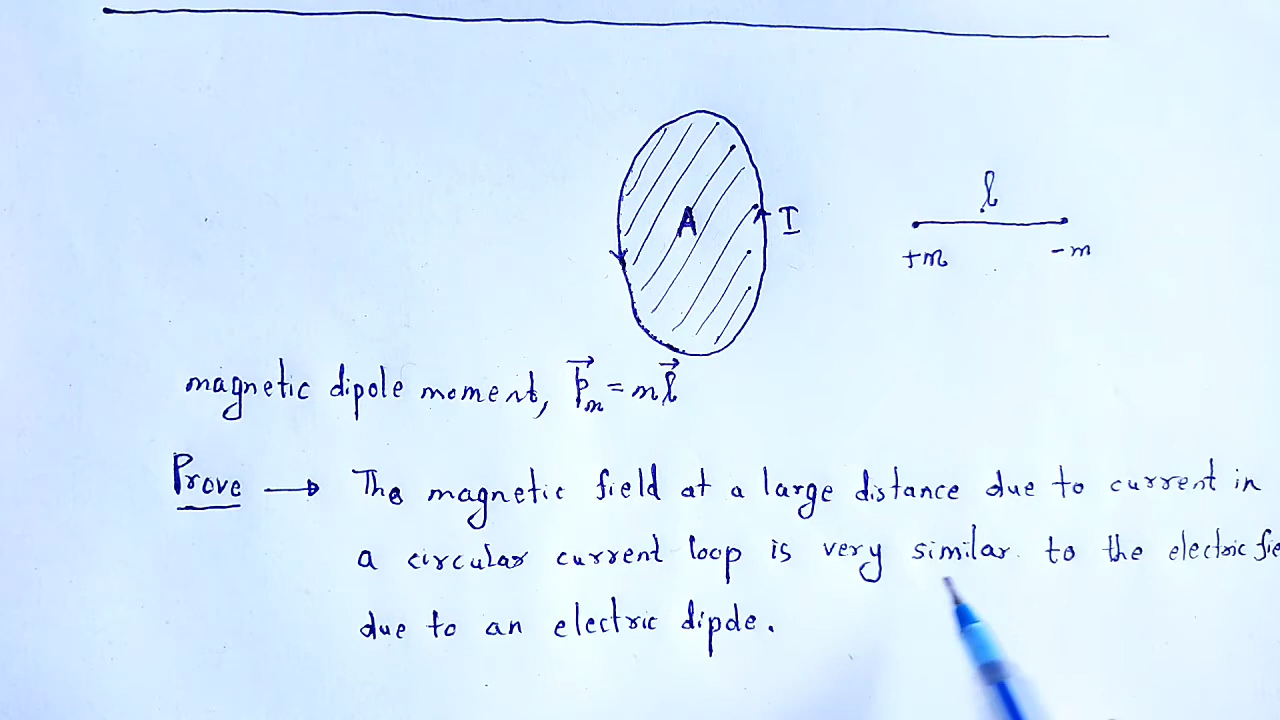 A
I
l
+m
-m
magnetic dipole moment, p⃗ₘ = m l⃗
Prove → The magnetic field at a large distance due to current in
a circular current loop is very similar to the electric fie
due to an electric dipole.